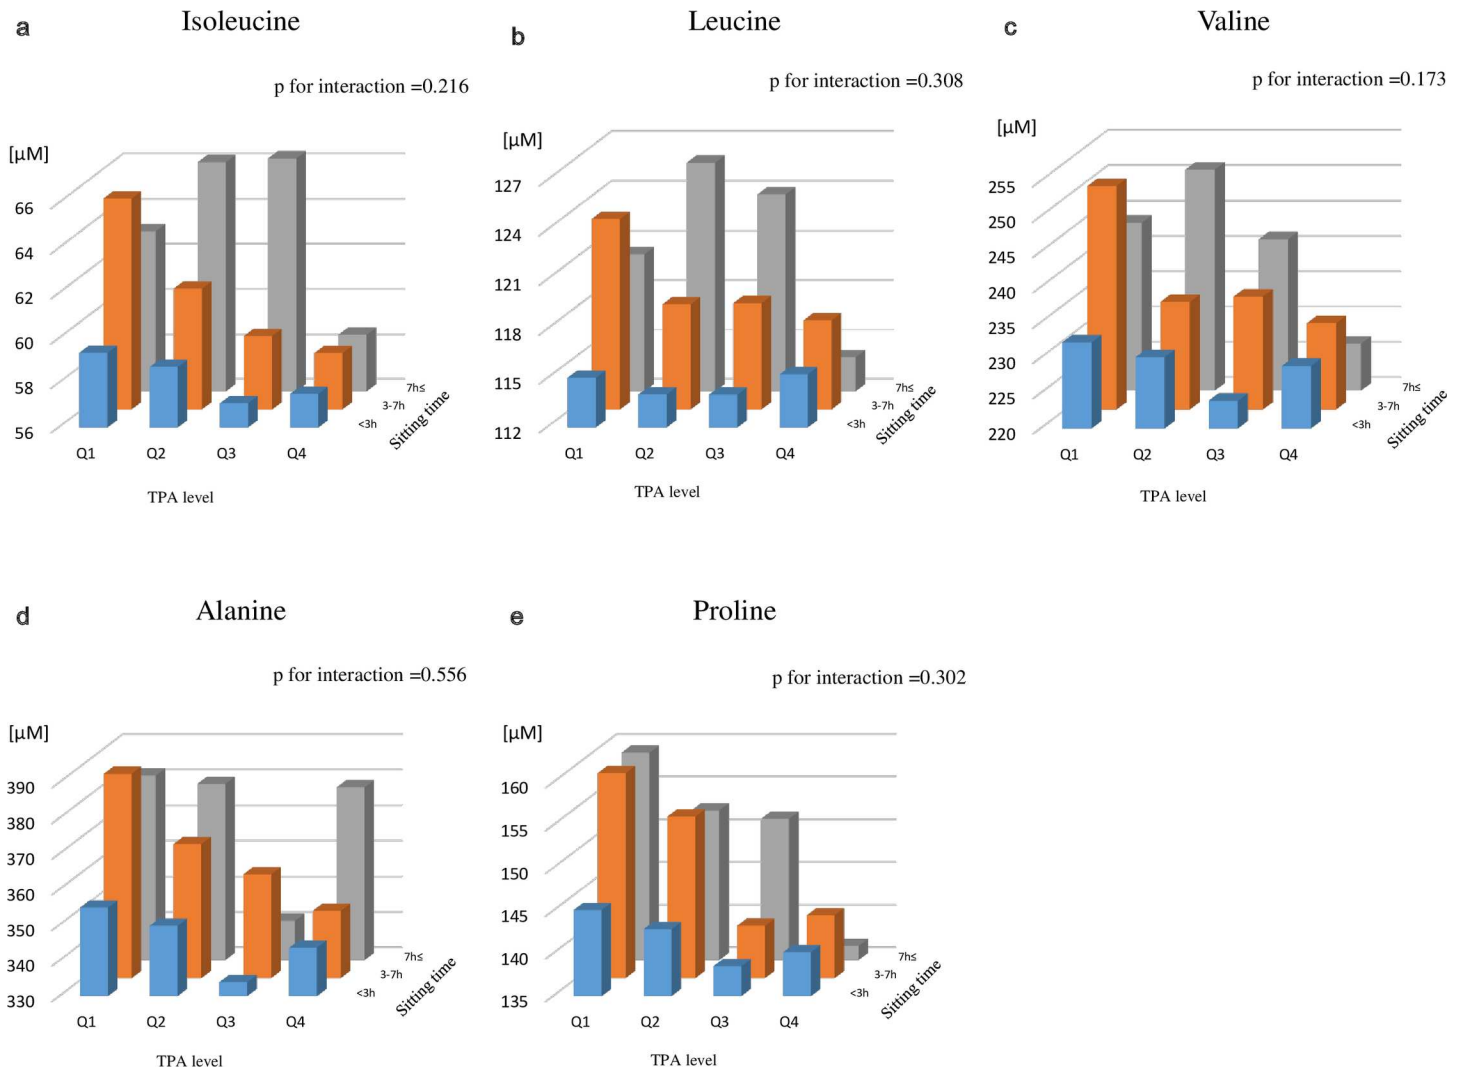 a
Isoleucine
p for interaction =0.216
[μM]
66
64
62
60
58
56
Q1
Q2
Q3
Q4
<3h
3-7h
7h≤
Sitting time
TPA level
b
Leucine
p for interaction =0.308
[μM]
127
124
121
118
115
112
Q1
Q2
Q3
Q4
<3h
3-7h
7h≤
Sitting time
TPA level
c
Valine
p for interaction =0.173
[μM]
255
250
245
240
235
230
225
220
Q1
Q2
Q3
Q4
<3h
3-7h
7h≤
Sitting time
TPA level
d
Alanine
p for interaction =0.556
[μM]
390
380
370
360
350
340
330
Q1
Q2
Q3
Q4
<3h
3-7h
7h≤
Sitting time
TPA level
e
Proline
p for interaction =0.302
[μM]
160
155
150
145
140
135
Q1
Q2
Q3
Q4
<3h
3-7h
7h≤
Sitting time
TPA level